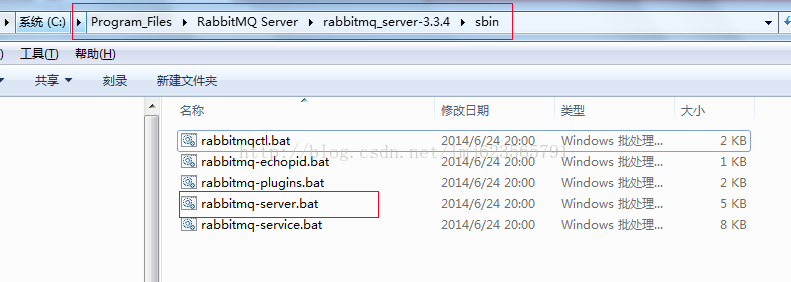 系统 (C:) Program_Files RabbitMQ Server rabbitmq_server-3.3.4 sbin
) 工具(T) 帮助(H)
共享 刻录 新建文件夹
名称 修改日期 类型 大小
rabbitmqctl.bat 2014/6/24 20:00 Windows 批处理... 2 KB
http://blog.csdn.net/lmj623565791
rabbitmq-echopid.bat 2014/6/24 20:00 Windows 批处理... 1 KB
rabbitmq-plugins.bat 2014/6/24 20:00 Windows 批处理... 2 KB
rabbitmq-server.bat 2014/6/24 20:00 Windows 批处理... 5 KB
rabbitmq-service.bat 2014/6/24 20:00 Windows 批处理... 8 KB